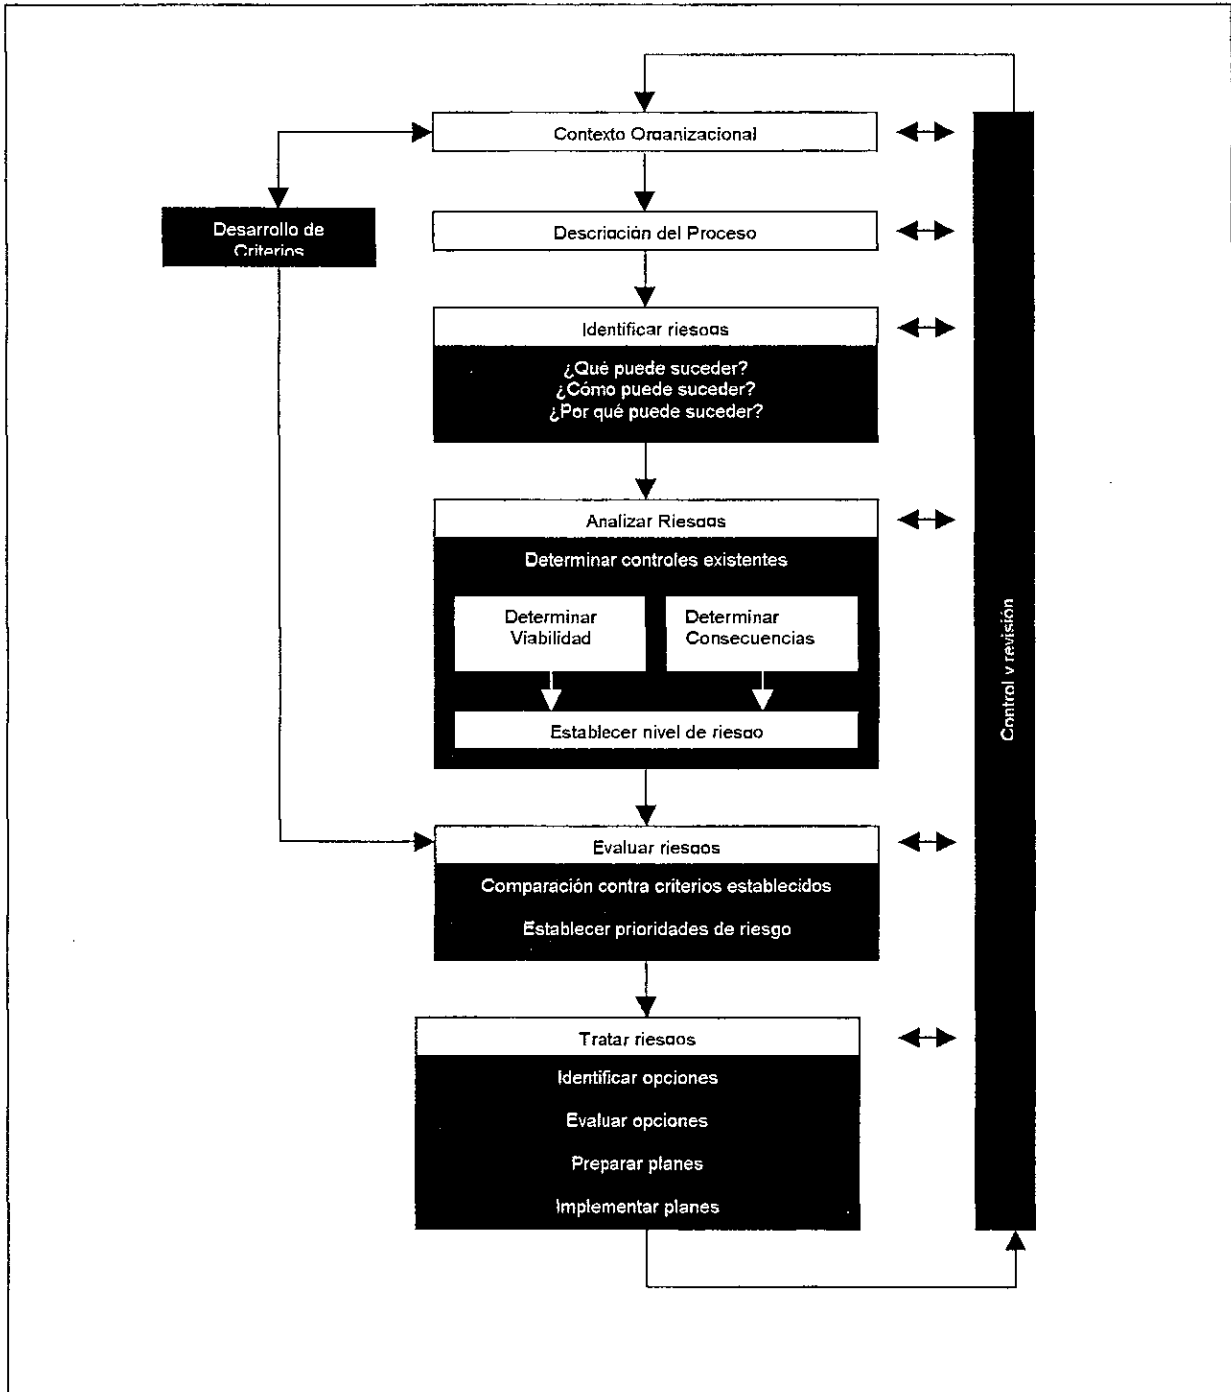 Contexto Organizacional
Desarrollo de
Criterios
Descripción del Proceso
Identificar riesgos
¿Qué puede suceder?
¿Cómo puede suceder?
¿Por qué puede suceder?
Analizar Riesgos
Determinar controles existentes
Determinar
Viabilidad
Determinar
Consecuencias
Establecer nivel de riesgo
Control y revisión
Evaluar riesgos
Comparación contra criterios establecidos
Establecer prioridades de riesgo
Tratar riesgos
Identificar opciones
Evaluar opciones
Preparar planes
Implementar planes